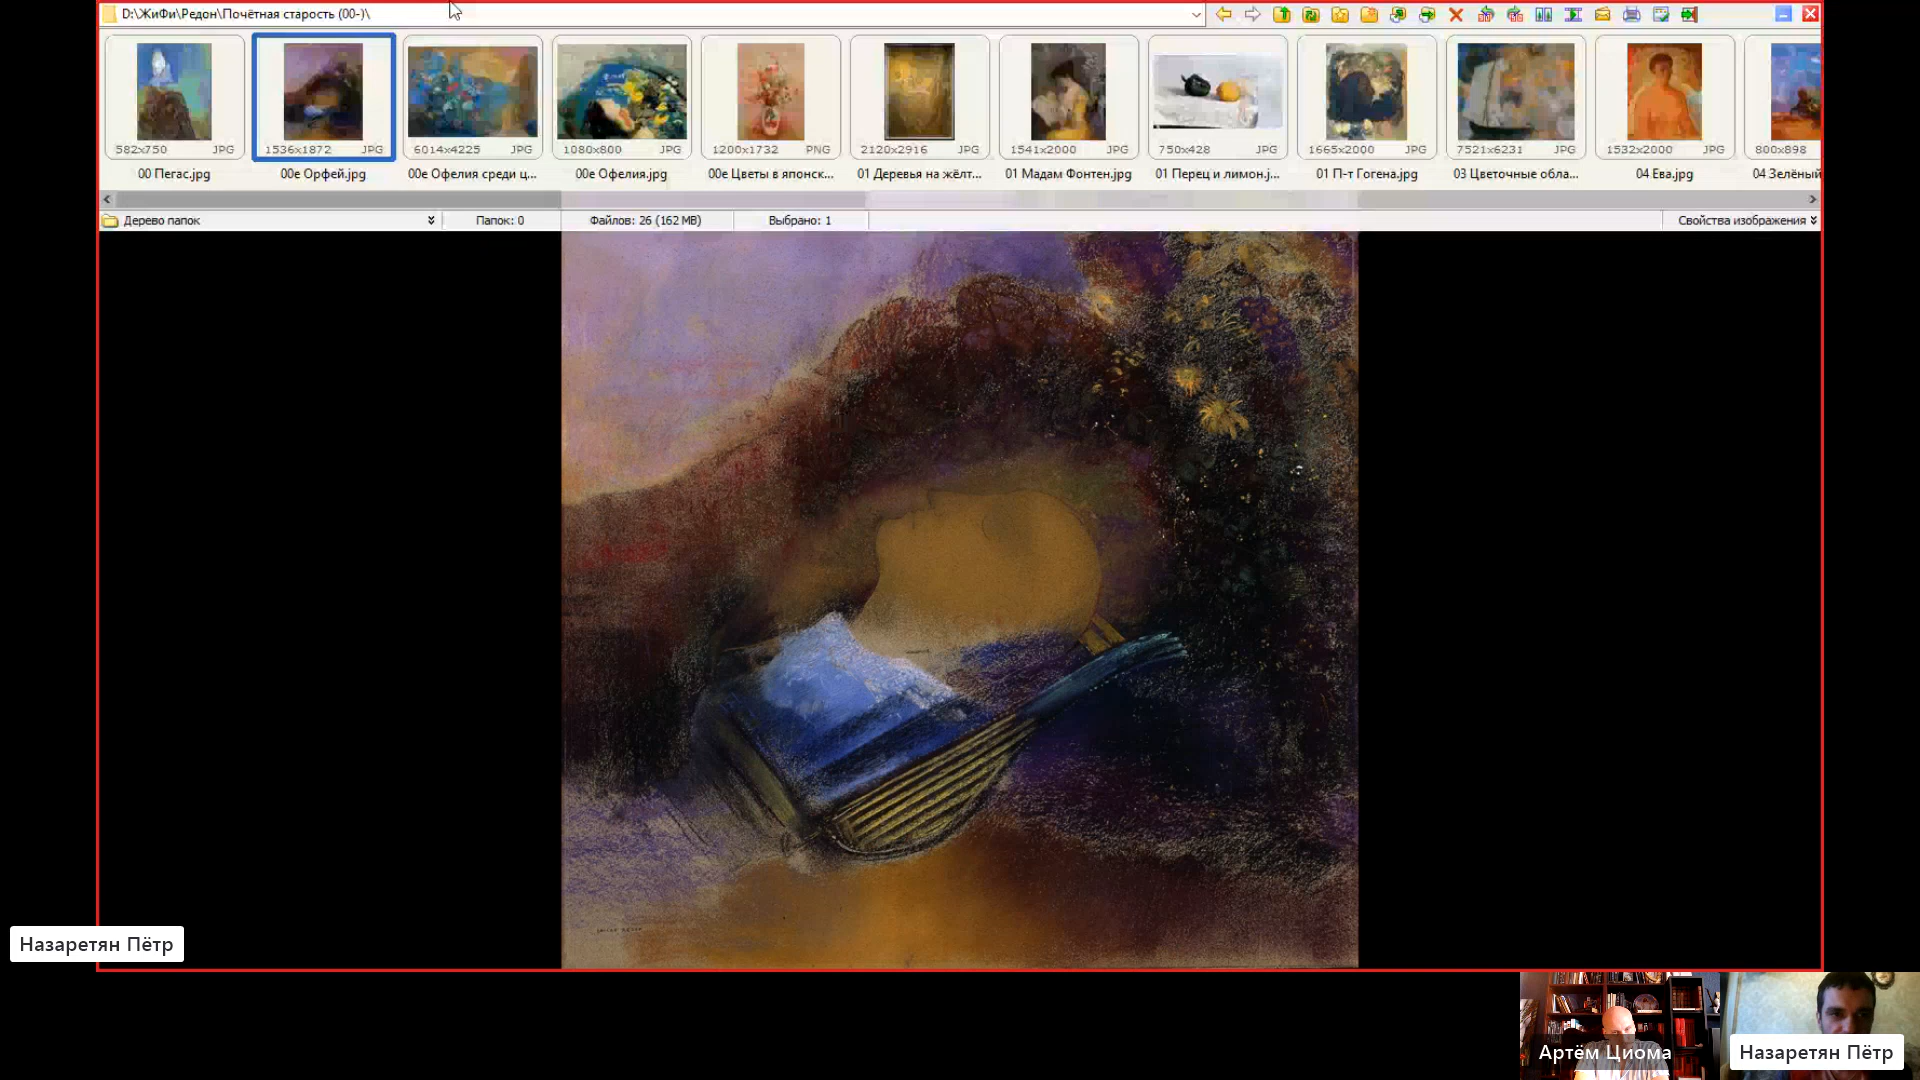 D:\ЖиФи\Редон\Почётная старость (00-)\
582x750 JPG
1536x1872 JPG
6014x4225 JPG
1080x800 JPG
1200x1732 PNG
2120x2916 JPG
1541x2000 JPG
750x428 JPG
1665x2000 JPG
7521x6231 JPG
1532x2000 JPG
800x898
00 Пегас.jpg
00е Орфей.jpg
00е Офелия среди ц...
00е Офелия.jpg
00е Цветы в японск...
01 Деревья на жёлт...
01 Мадам Фонтен.jpg
01 Перец и лимон.j...
01 П-т Гогена.jpg
03 Цветочные обла...
04 Ева.jpg
04 Зелёный
Дерево папок
Папок: 0
Файлов: 26 (162 MB)
Выбрано: 1
Свойства изображения
Назаретян Пётр
Артём Циома
Назаретян Пётр